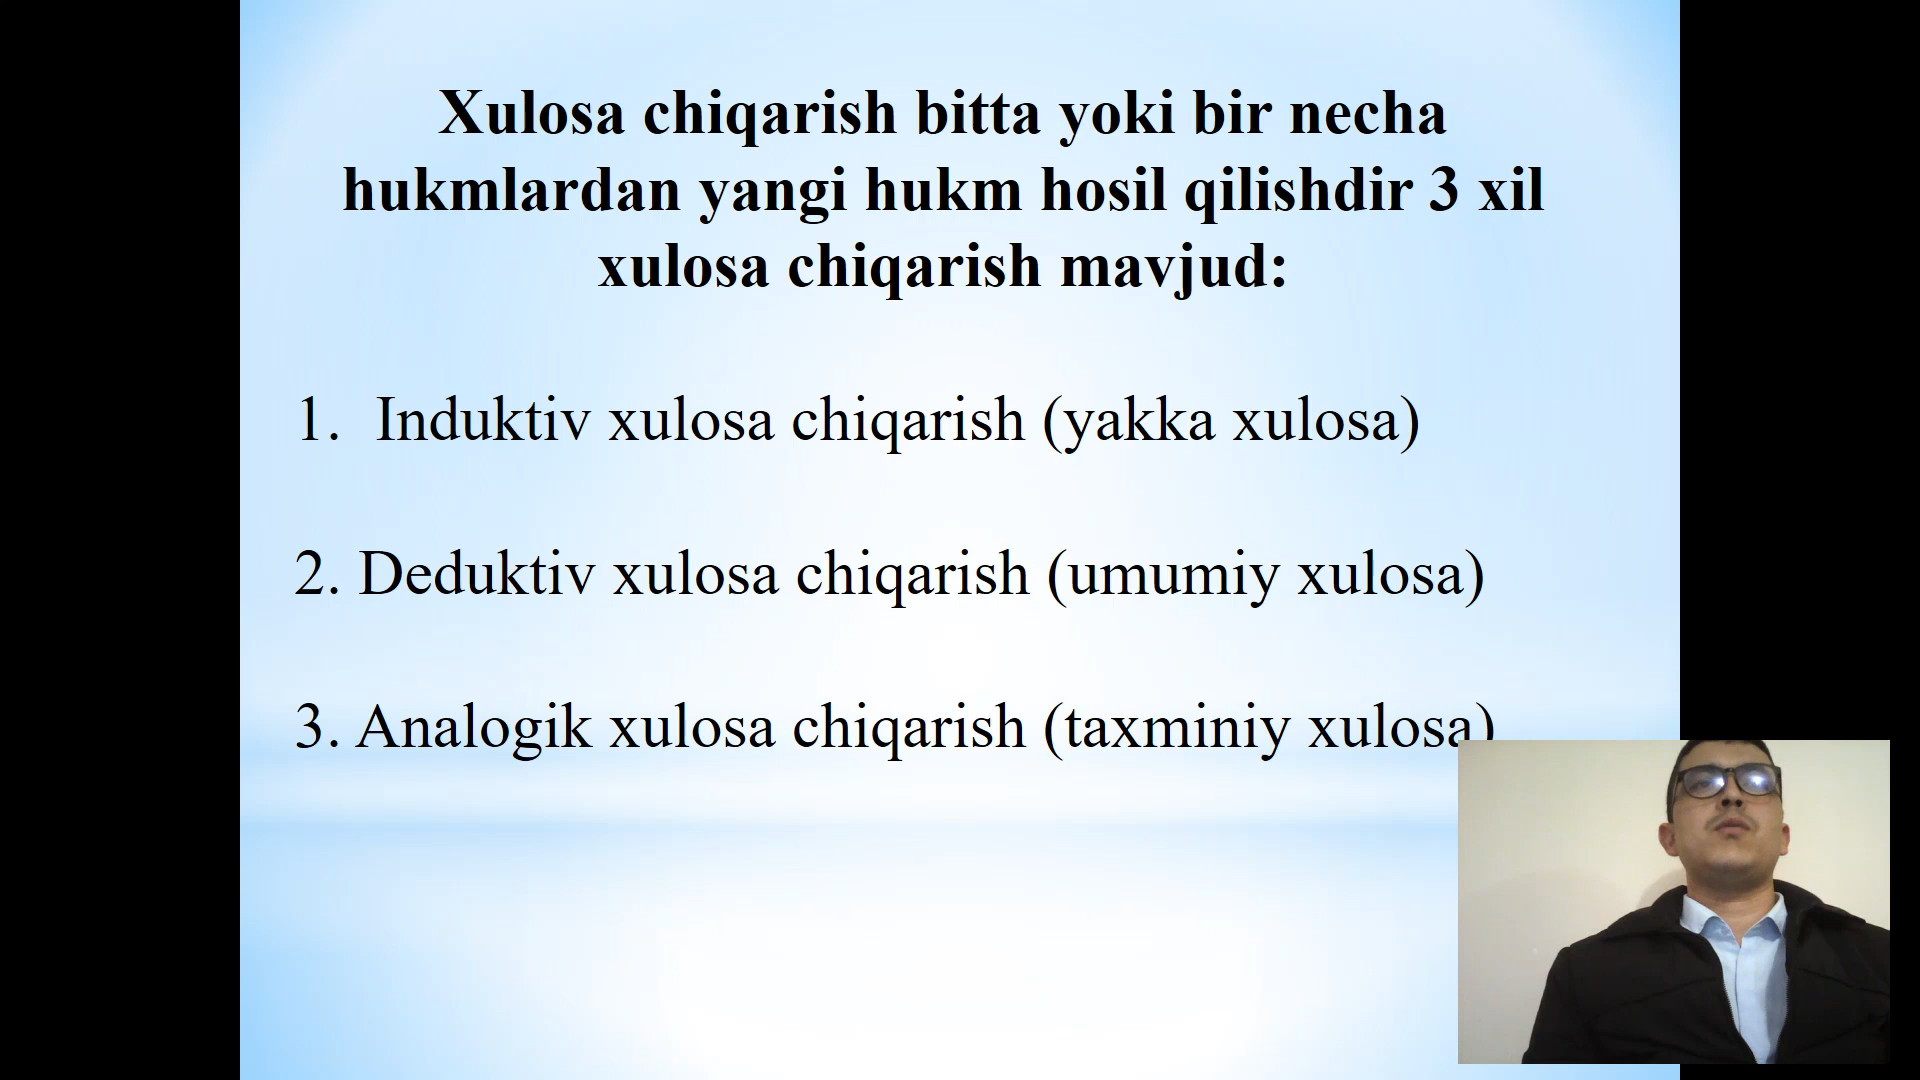 Xulosa chiqarish bitta yoki bir necha
hukmlardan yangi hukm hosil qilishdir 3 xil
xulosa chiqarish mavjud:
1. Induktiv xulosa chiqarish (yakka xulosa)
2. Deduktiv xulosa chiqarish (umumiy xulosa)
3. Analogik xulosa chiqarish (taxminiy xulosa)